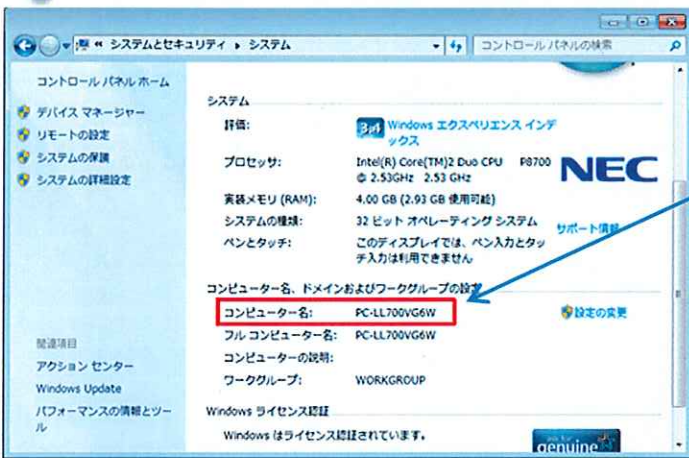 « システムとセキュリティ ▸ システム
コントロール パネルの検索
コントロール パネル ホーム
デバイス マネージャー
リモートの設定
システムの保護
システムの詳細設定
関連項目
アクション センター
Windows Update
パフォーマンスの情報とツー
ル
システム
評価:
Windows エクスペリエンス インデ
ックス
プロセッサ: Intel(R) Core(TM)2 Duo CPU P8700
@ 2.53GHz 2.53 GHz
実装メモリ (RAM): 4.00 GB (2.93 GB 使用可能)
システムの種類: 32 ビット オペレーティング システム
ペンとタッチ: このディスプレイでは、ペン入力とタッ
チ入力は利用できません
NEC
サポート情報
コンピューター名、ドメインおよびワークグループの設定
コンピューター名: PC-LL700VG6W
設定の変更
フル コンピューター名: PC-LL700VG6W
コンピューターの説明:
ワークグループ: WORKGROUP
Windows ライセンス認証
Windows はライセンス認証されています。
genuine